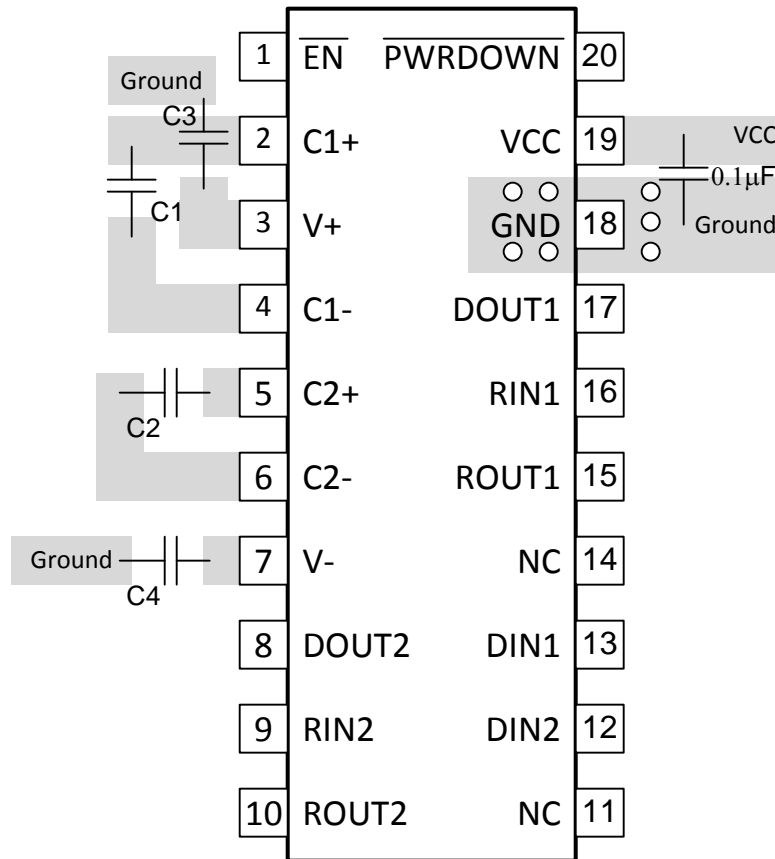 1 EN PWRDOWN 20
Ground
C3
2 C1+ VCC 19 VCC
0.1µF
C1
3 V+ GND 18 Ground
4 C1- DOUT1 17
5 C2+ RIN1 16
C2
6 C2- ROUT1 15
Ground 7 V- NC 14
C4
8 DOUT2 DIN1 13
9 RIN2 DIN2 12
10 ROUT2 NC 11